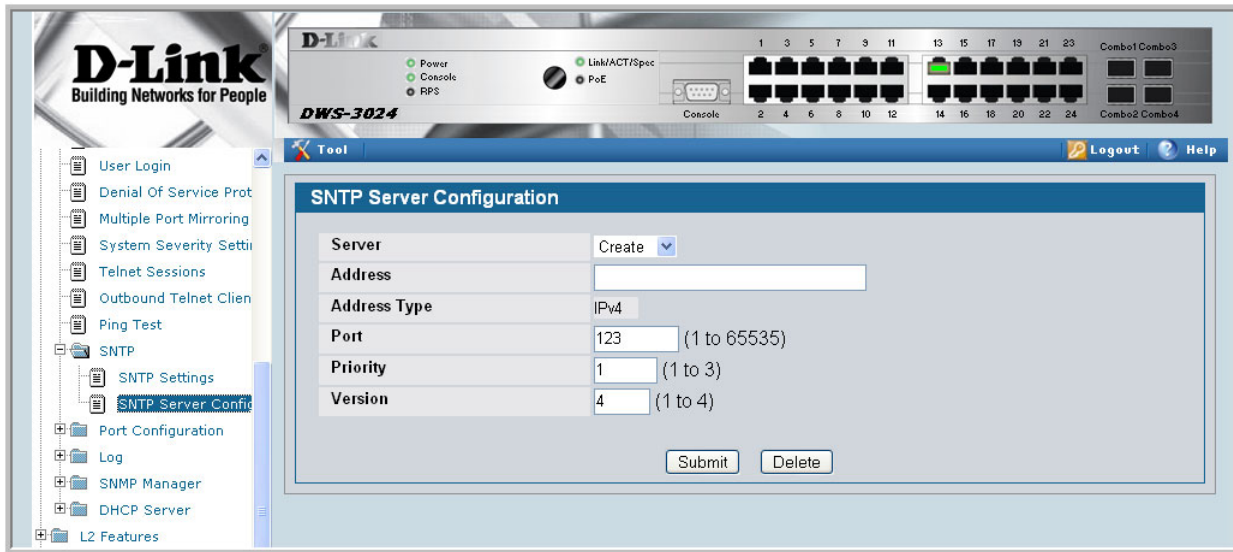 D-Link
Building Networks for People
D-Link
Power
Console
RPS
Link/ACT/Spec
PoE
DWS-3024
Console
1 3 5 7 9 11 13 15 17 19 21 23
Combo1 Combo3
2 4 6 8 10 12 14 16 18 20 22 24
Combo2 Combo4
Tool
Logout
Help
User Login
Denial Of Service Prot
Multiple Port Mirroring
System Severity Setti
Telnet Sessions
Outbound Telnet Clien
Ping Test
SNTP
SNTP Settings
SNTP Server Config
Port Configuration
Log
SNMP Manager
DHCP Server
L2 Features
SNTP Server Configuration
Server Create
Address
Address Type IPv4
Port 123 (1 to 65535)
Priority 1 (1 to 3)
Version 4 (1 to 4)
Submit Delete